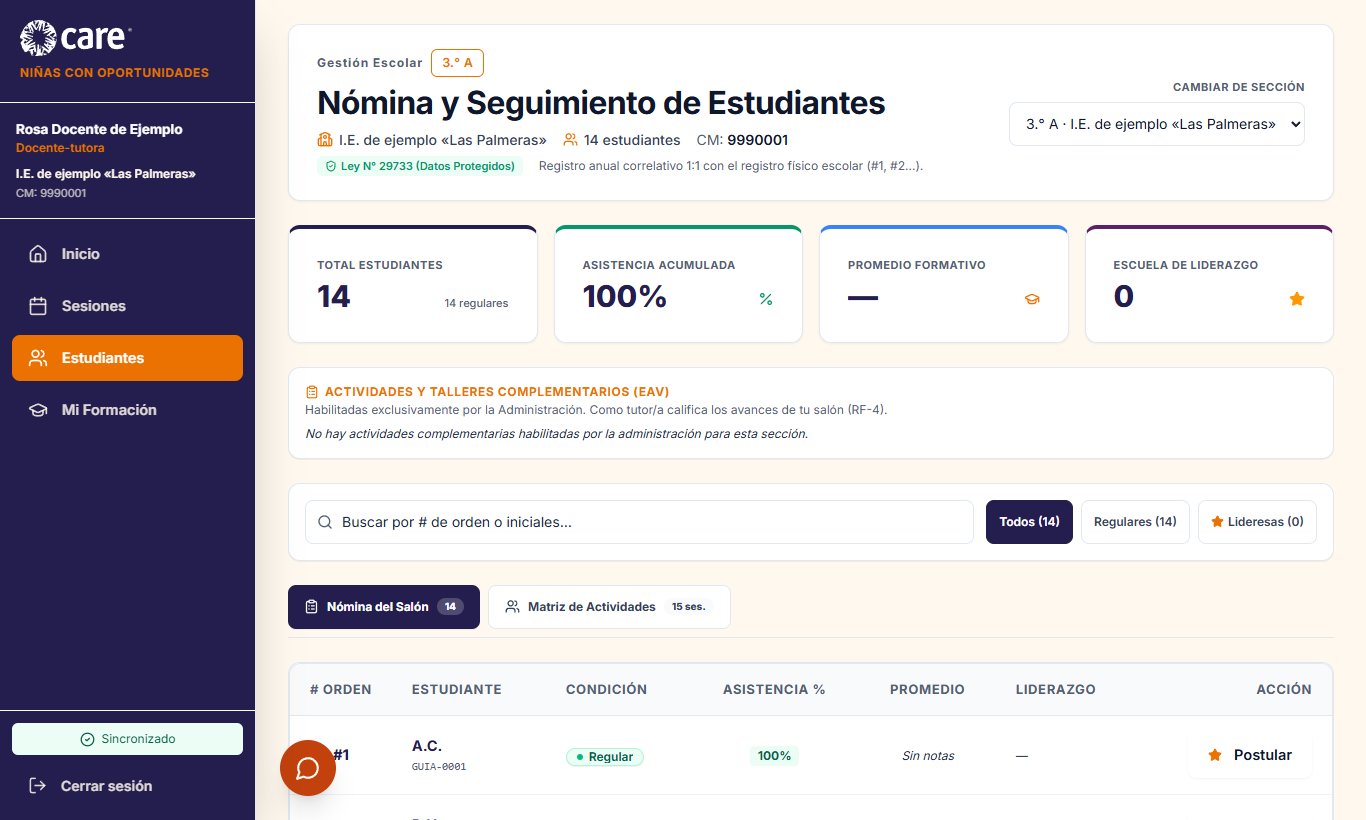 care
NIÑAS CON OPORTUNIDADES
Rosa Docente de Ejemplo
Docente-tutora
I.E. de ejemplo «Las Palmeras»
CM: 9990001
Inicio
Sesiones
Estudiantes
Mi Formación
Sincronizado
Cerrar sesión
Gestión Escolar 3.° A
Nómina y Seguimiento de Estudiantes
I.E. de ejemplo «Las Palmeras» 14 estudiantes CM: 9990001
Ley N° 29733 (Datos Protegidos) Registro anual correlativo 1:1 con el registro físico escolar (#1, #2...).
CAMBIAR DE SECCIÓN
3.° A · I.E. de ejemplo «Las Palmeras»
TOTAL ESTUDIANTES
14 14 regulares
ASISTENCIA ACUMULADA
100%
PROMEDIO FORMATIVO
—
ESCUELA DE LIDERAZGO
0
ACTIVIDADES Y TALLERES COMPLEMENTARIOS (EAV)
Habilitadas exclusivamente por la Administración. Como tutor/a califica los avances de tu salón (RF-4).
No hay actividades complementarias habilitadas por la administración para esta sección.
Buscar por # de orden o iniciales...
Todos (14) Regulares (14) Lideresas (0)
Nómina del Salón 14 Matriz de Actividades 15 ses.
# ORDEN ESTUDIANTE CONDICIÓN ASISTENCIA % PROMEDIO LIDERAZGO ACCIÓN
#1 A.C. Regular 100% Sin notas — Postular
GUIA-0001